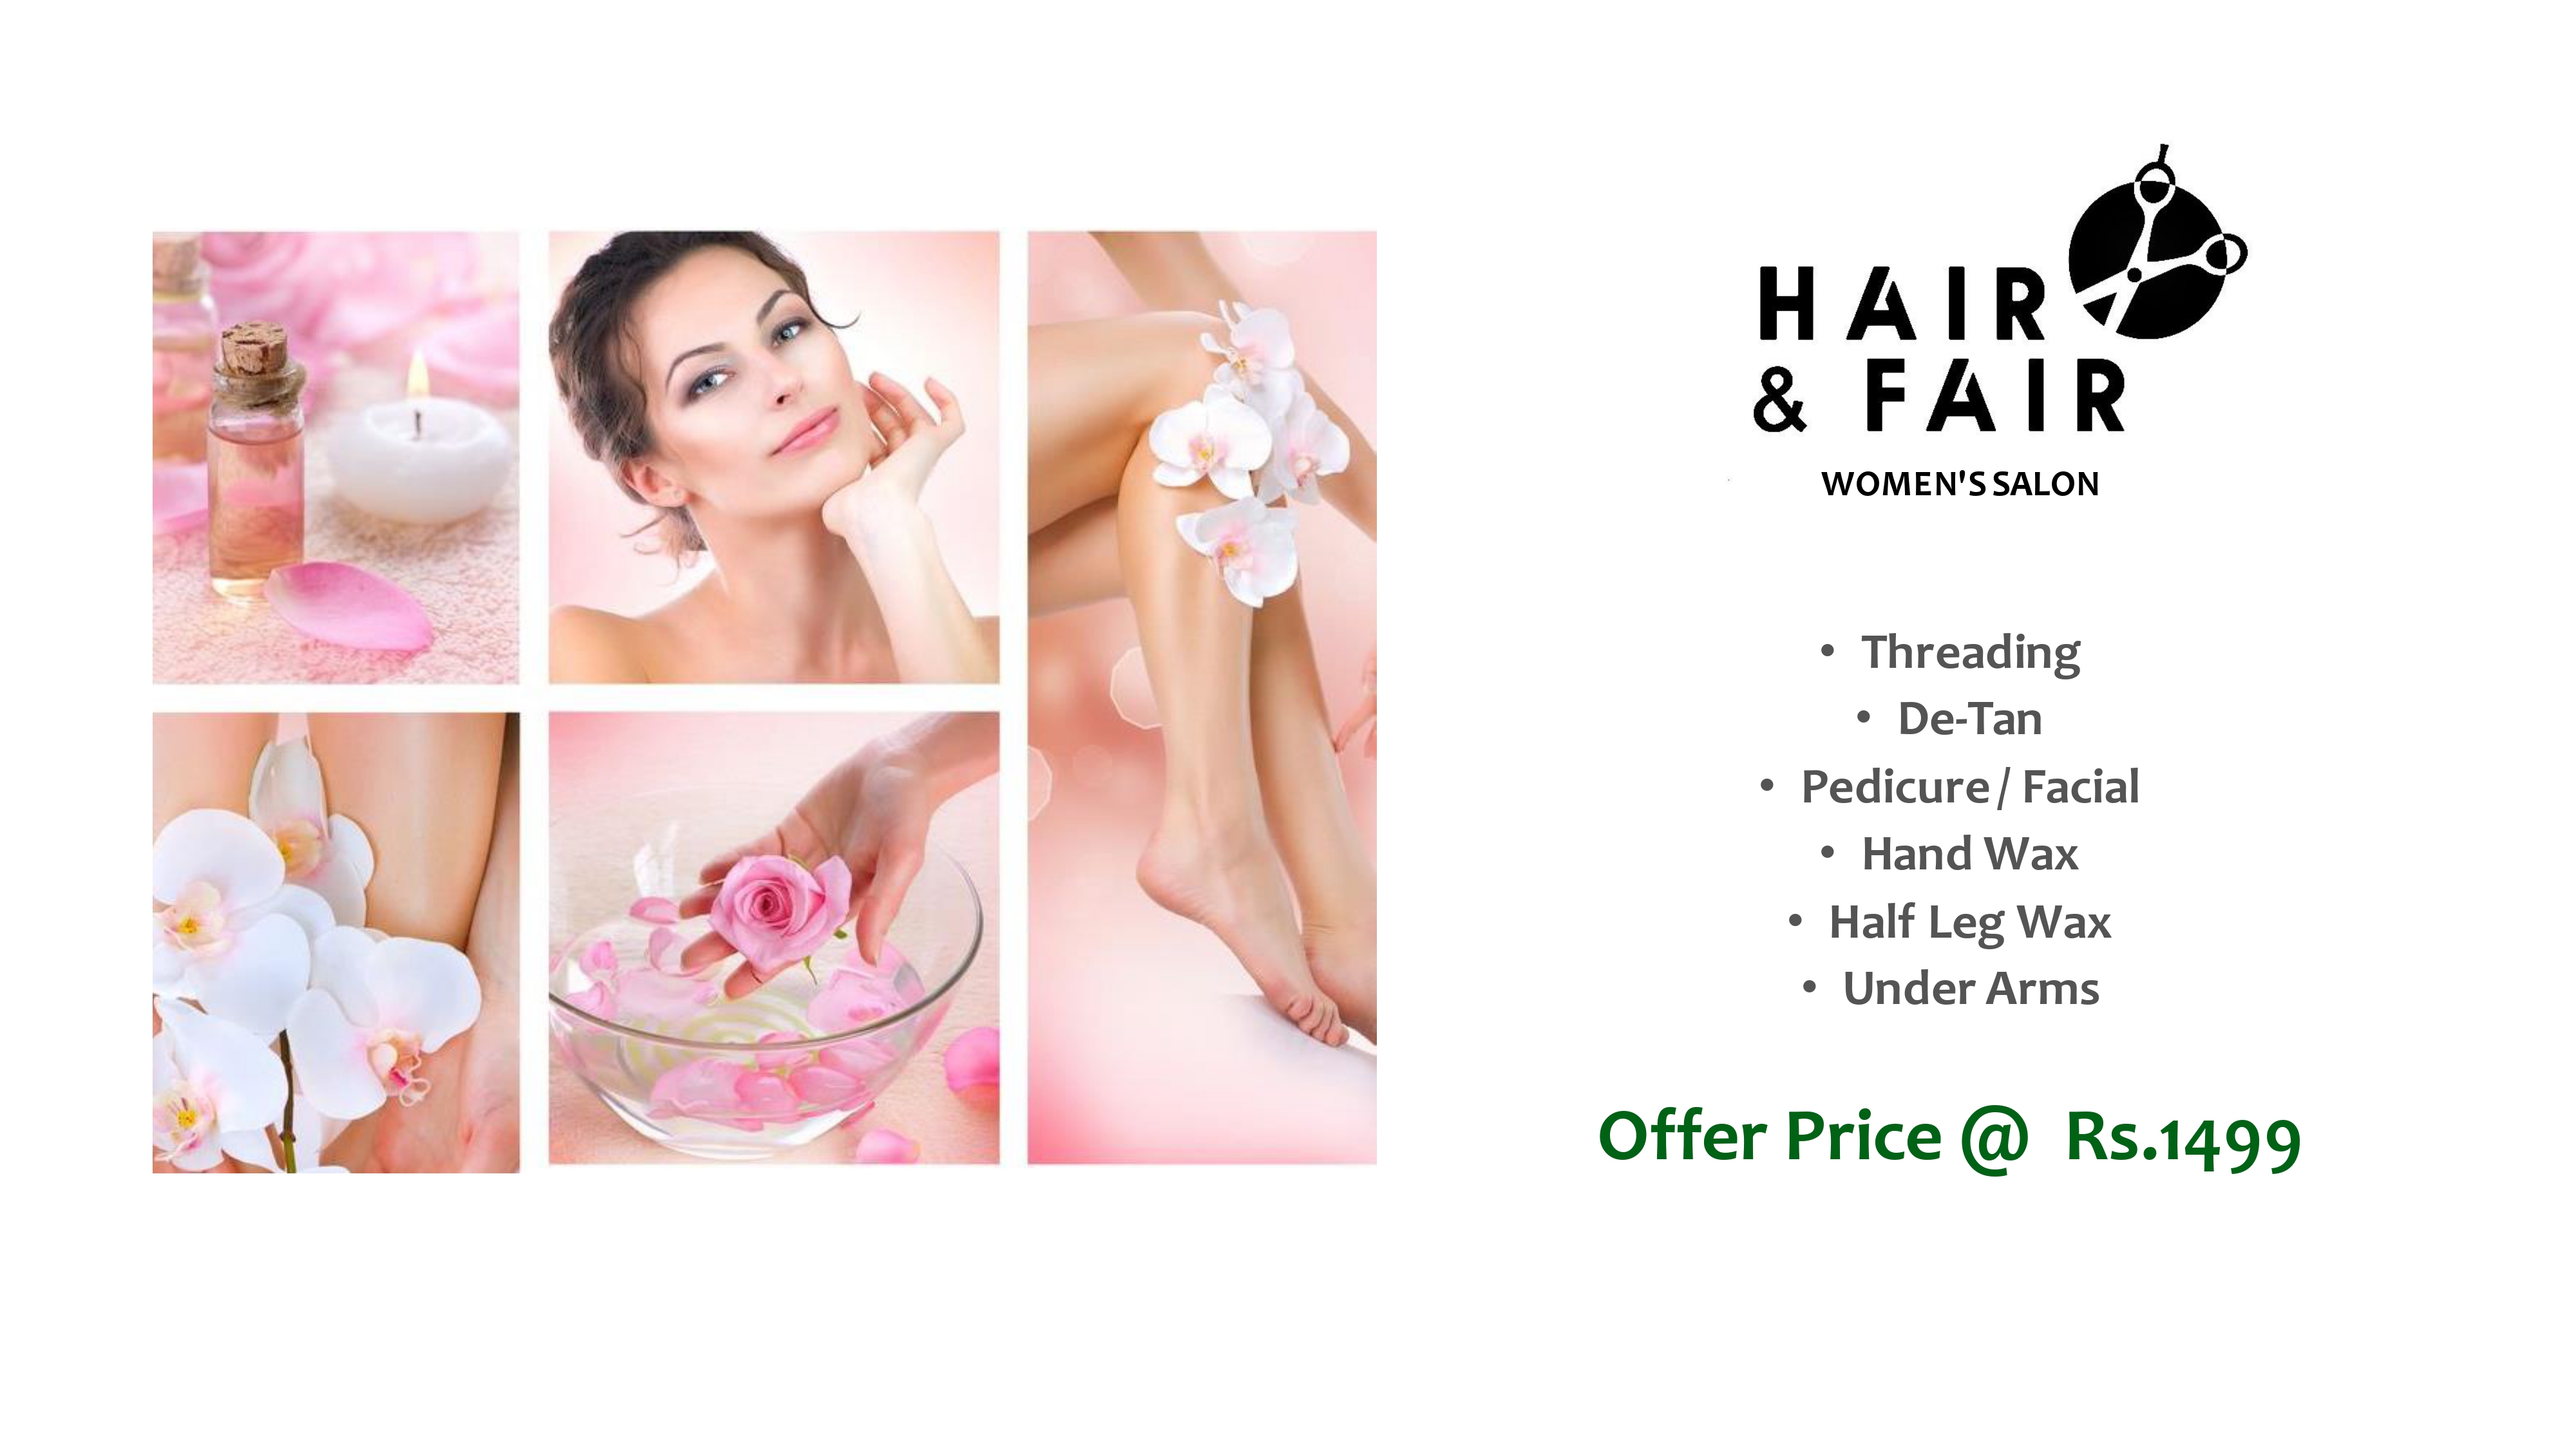 HAIR
& FAIR
WOMEN'S SALON
• Threading
• De-Tan
• Pedicure / Facial
• Hand Wax
• Half Leg Wax
• Under Arms
Offer Price @ Rs.1499